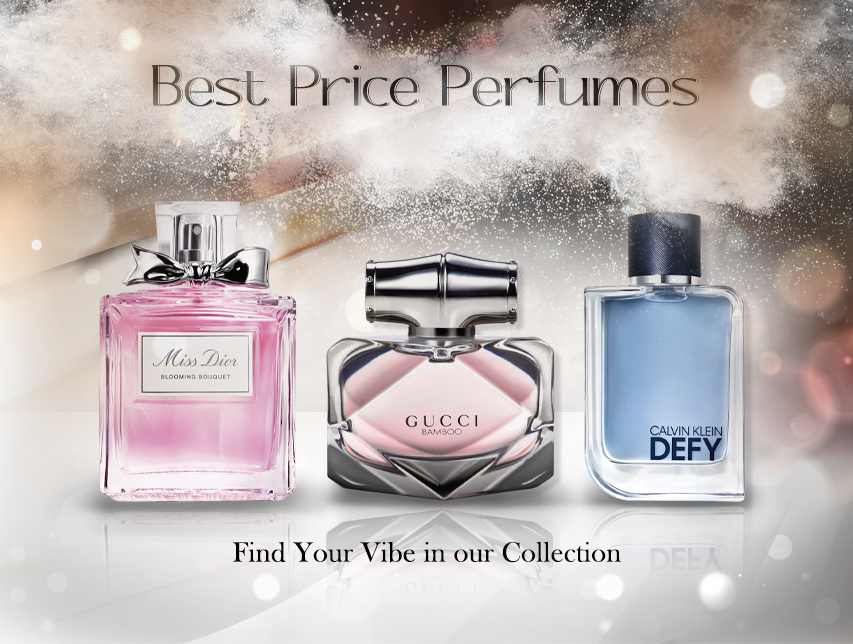 Best Price Perfumes
Miss Dior
BLOOMING BOUQUET
GUCCI
BAMBOO
CALVIN KLEIN
DEFY
Find Your Vibe in our Collection